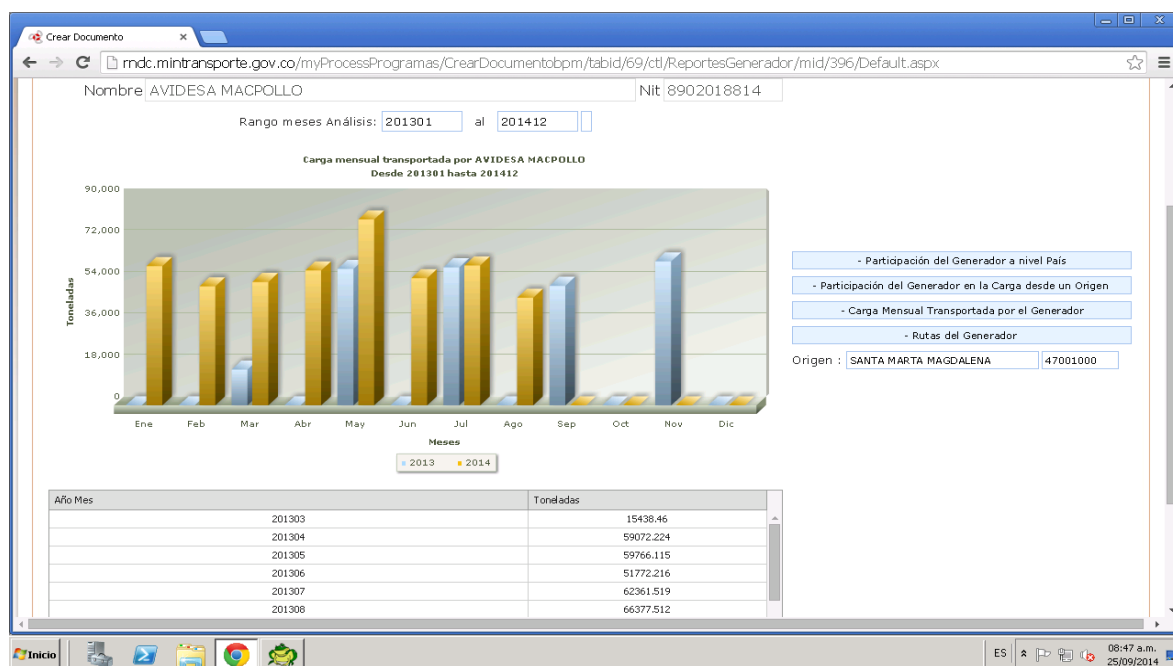 Crear Documento
rndc.mintransporte.gov.co/myProcessProgramas/CrearDocumentobpm/tabid/69/ctl/ReportesGenerador/mid/396/Default.aspx
Nombre AVIDESA MACPOLLO Nit 8902018814
Rango meses Análisis: 201301 al 201412
Carga mensual transportada por AVIDESA MACPOLLO
Desde 201301 hasta 201412
90,000
72,000
54,000
36,000
18,000
0
Toneladas
Ene Feb Mar Abr May Jun Jul Ago Sep Oct Nov Dic
Meses
2013 2014
- Participación del Generador a nivel País
- Participación del Generador en la Carga desde un Origen
- Carga Mensual Transportada por el Generador
- Rutas del Generador
Origen : SANTA MARTA MAGDALENA 47001000
Año Mes Toneladas
201303 15438.46
201304 59072.224
201305 59766.115
201306 51772.216
201307 62361.519
201308 66377.512
Inicio
ES
08:47 a.m.
25/09/2014